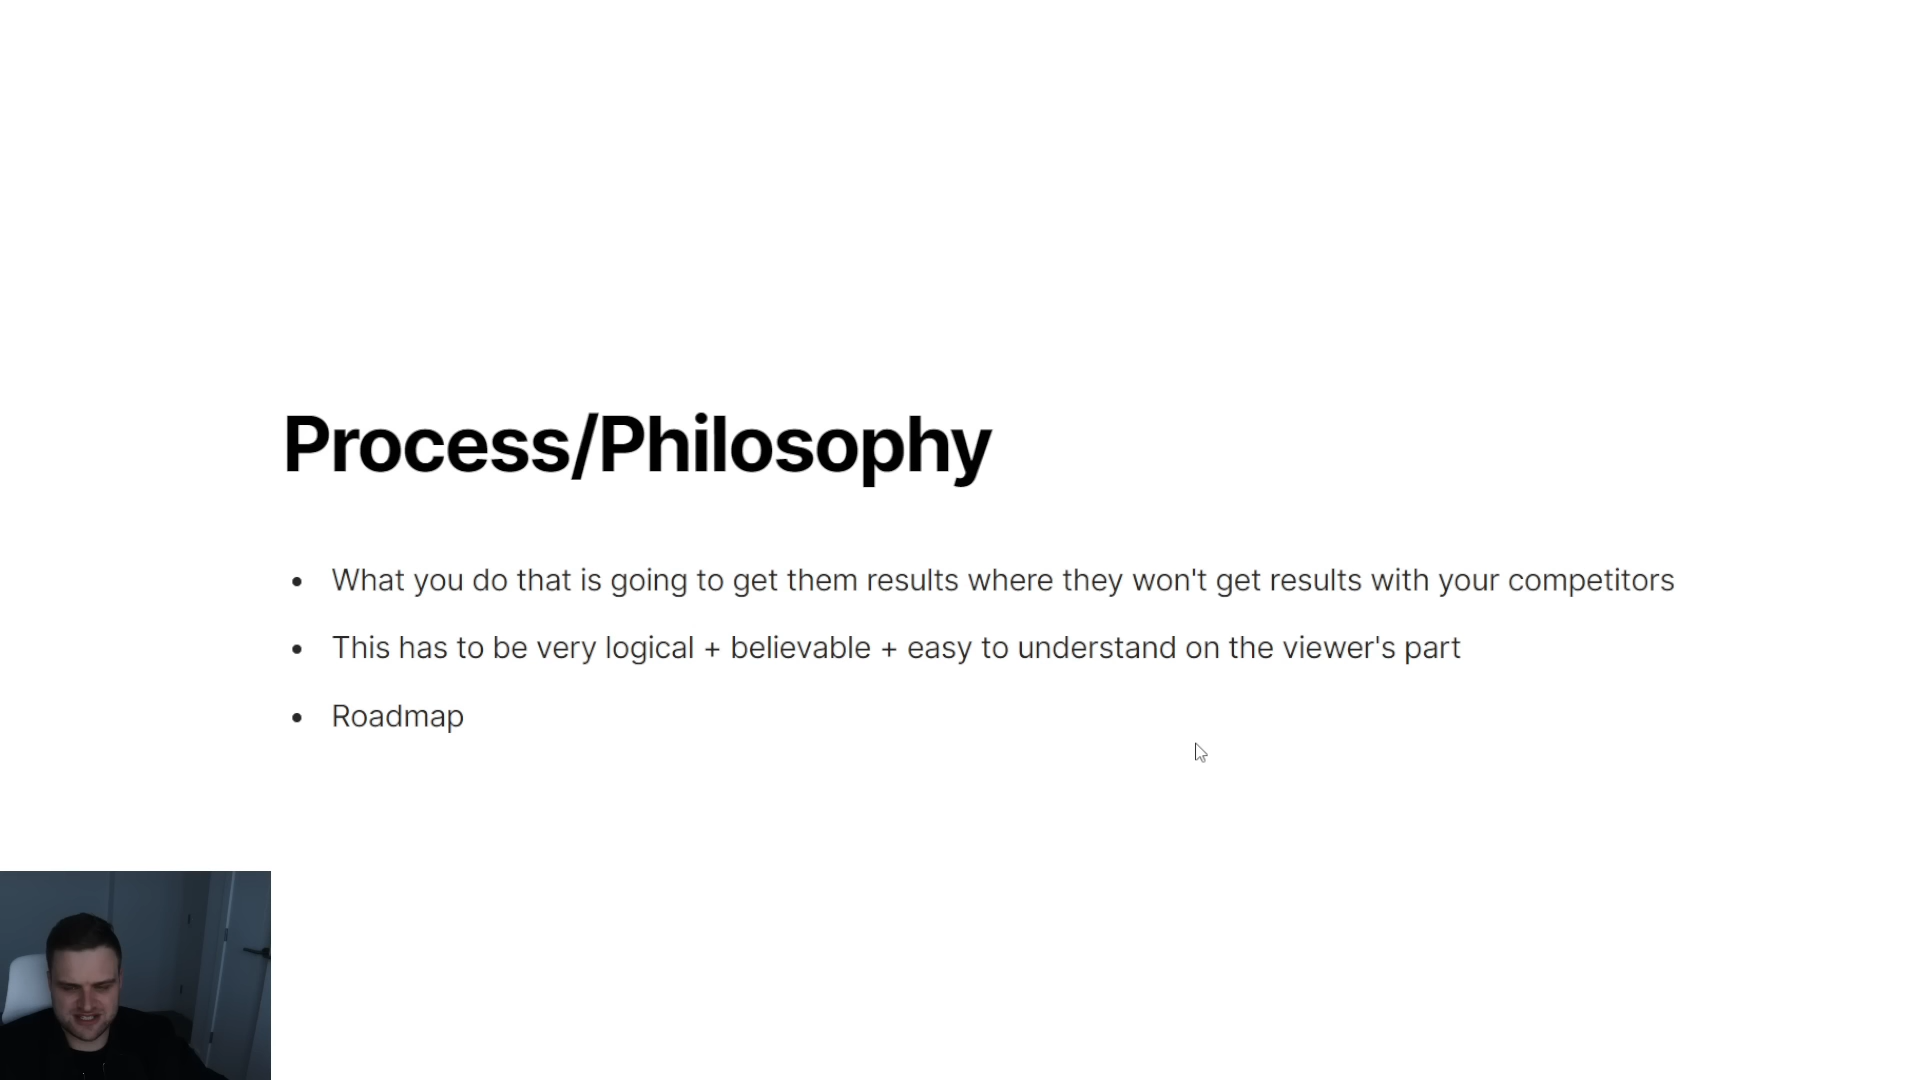 Process/Philosophy
What you do that is going to get them results where they won't get results with your competitors
This has to be very logical + believable + easy to understand on the viewer's part
Roadmap